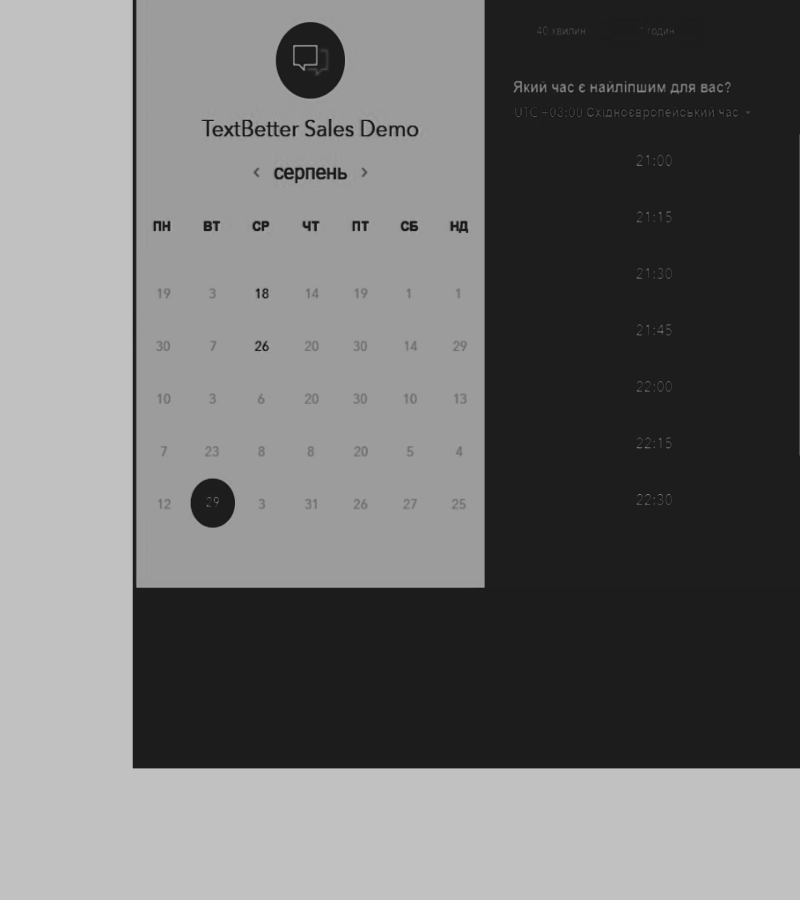 TextBetter Sales Demo
‹ серпень ›
ПН ВТ СР ЧТ ПТ СБ НД
19 3 18 14 19 1 1
30 7 26 20 30 14 29
10 3 6 20 30 10 13
7 23 8 8 20 5 4
12 29 3 31 26 27 25
40 хвилин 1 годин
Який час є найліпшим для вас?
UTC +03:00 Східноєвропейський час
21:00
21:15
21:30
21:45
22:00
22:15
22:30